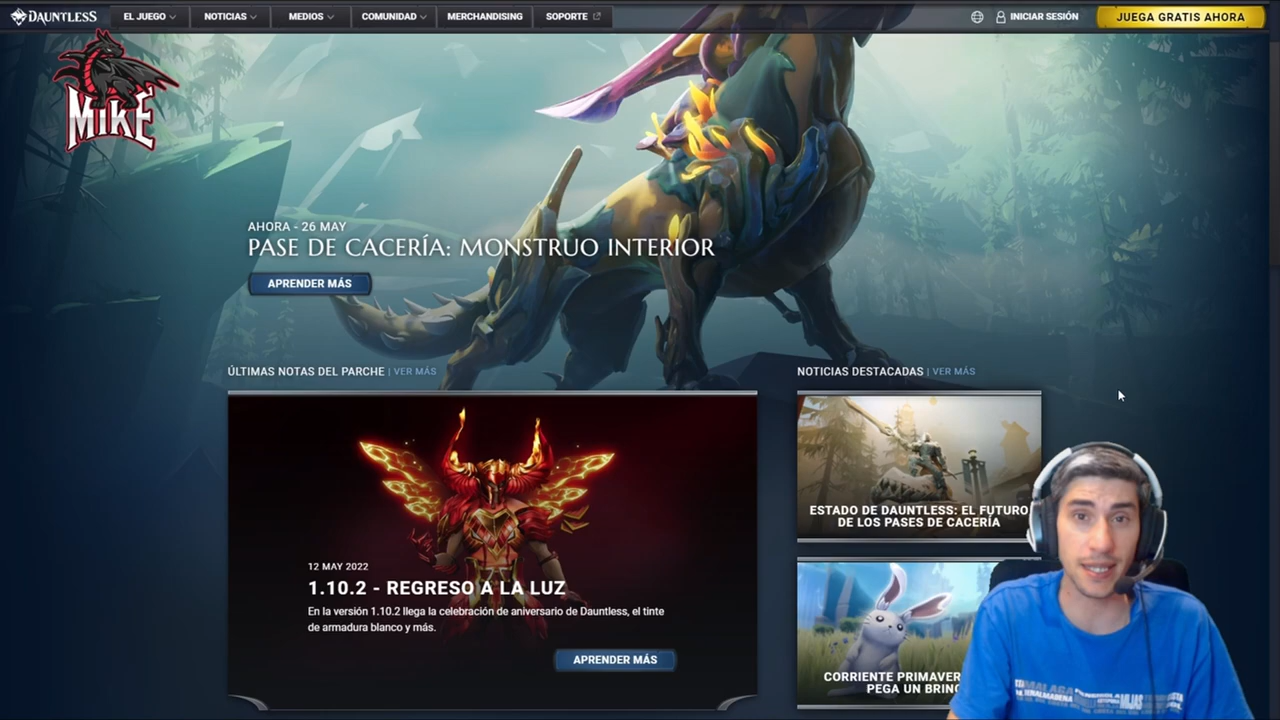 DAUNTLESS
EL JUEGO
NOTICIAS
MEDIOS
COMUNIDAD
MERCHANDISING
SOPORTE
INICIAR SESIÓN
JUEGA GRATIS AHORA
MIKE
AHORA - 26 MAY
PASE DE CACERÍA: MONSTRUO INTERIOR
APRENDER MÁS
ÚLTIMAS NOTAS DEL PARCHE | VER MÁS
12 MAY 2022
1.10.2 - REGRESO A LA LUZ
En la versión 1.10.2 llega la celebración de aniversario de Dauntless, el tinte
de armadura blanco y más.
APRENDER MÁS
NOTICIAS DESTACADAS | VER MÁS
ESTADO DE DAUNTLESS: EL FUTURO
DE LOS PASES DE CACERÍA
CORRIENTE PRIMAVER
PEGA UN BRINC
MALAGA